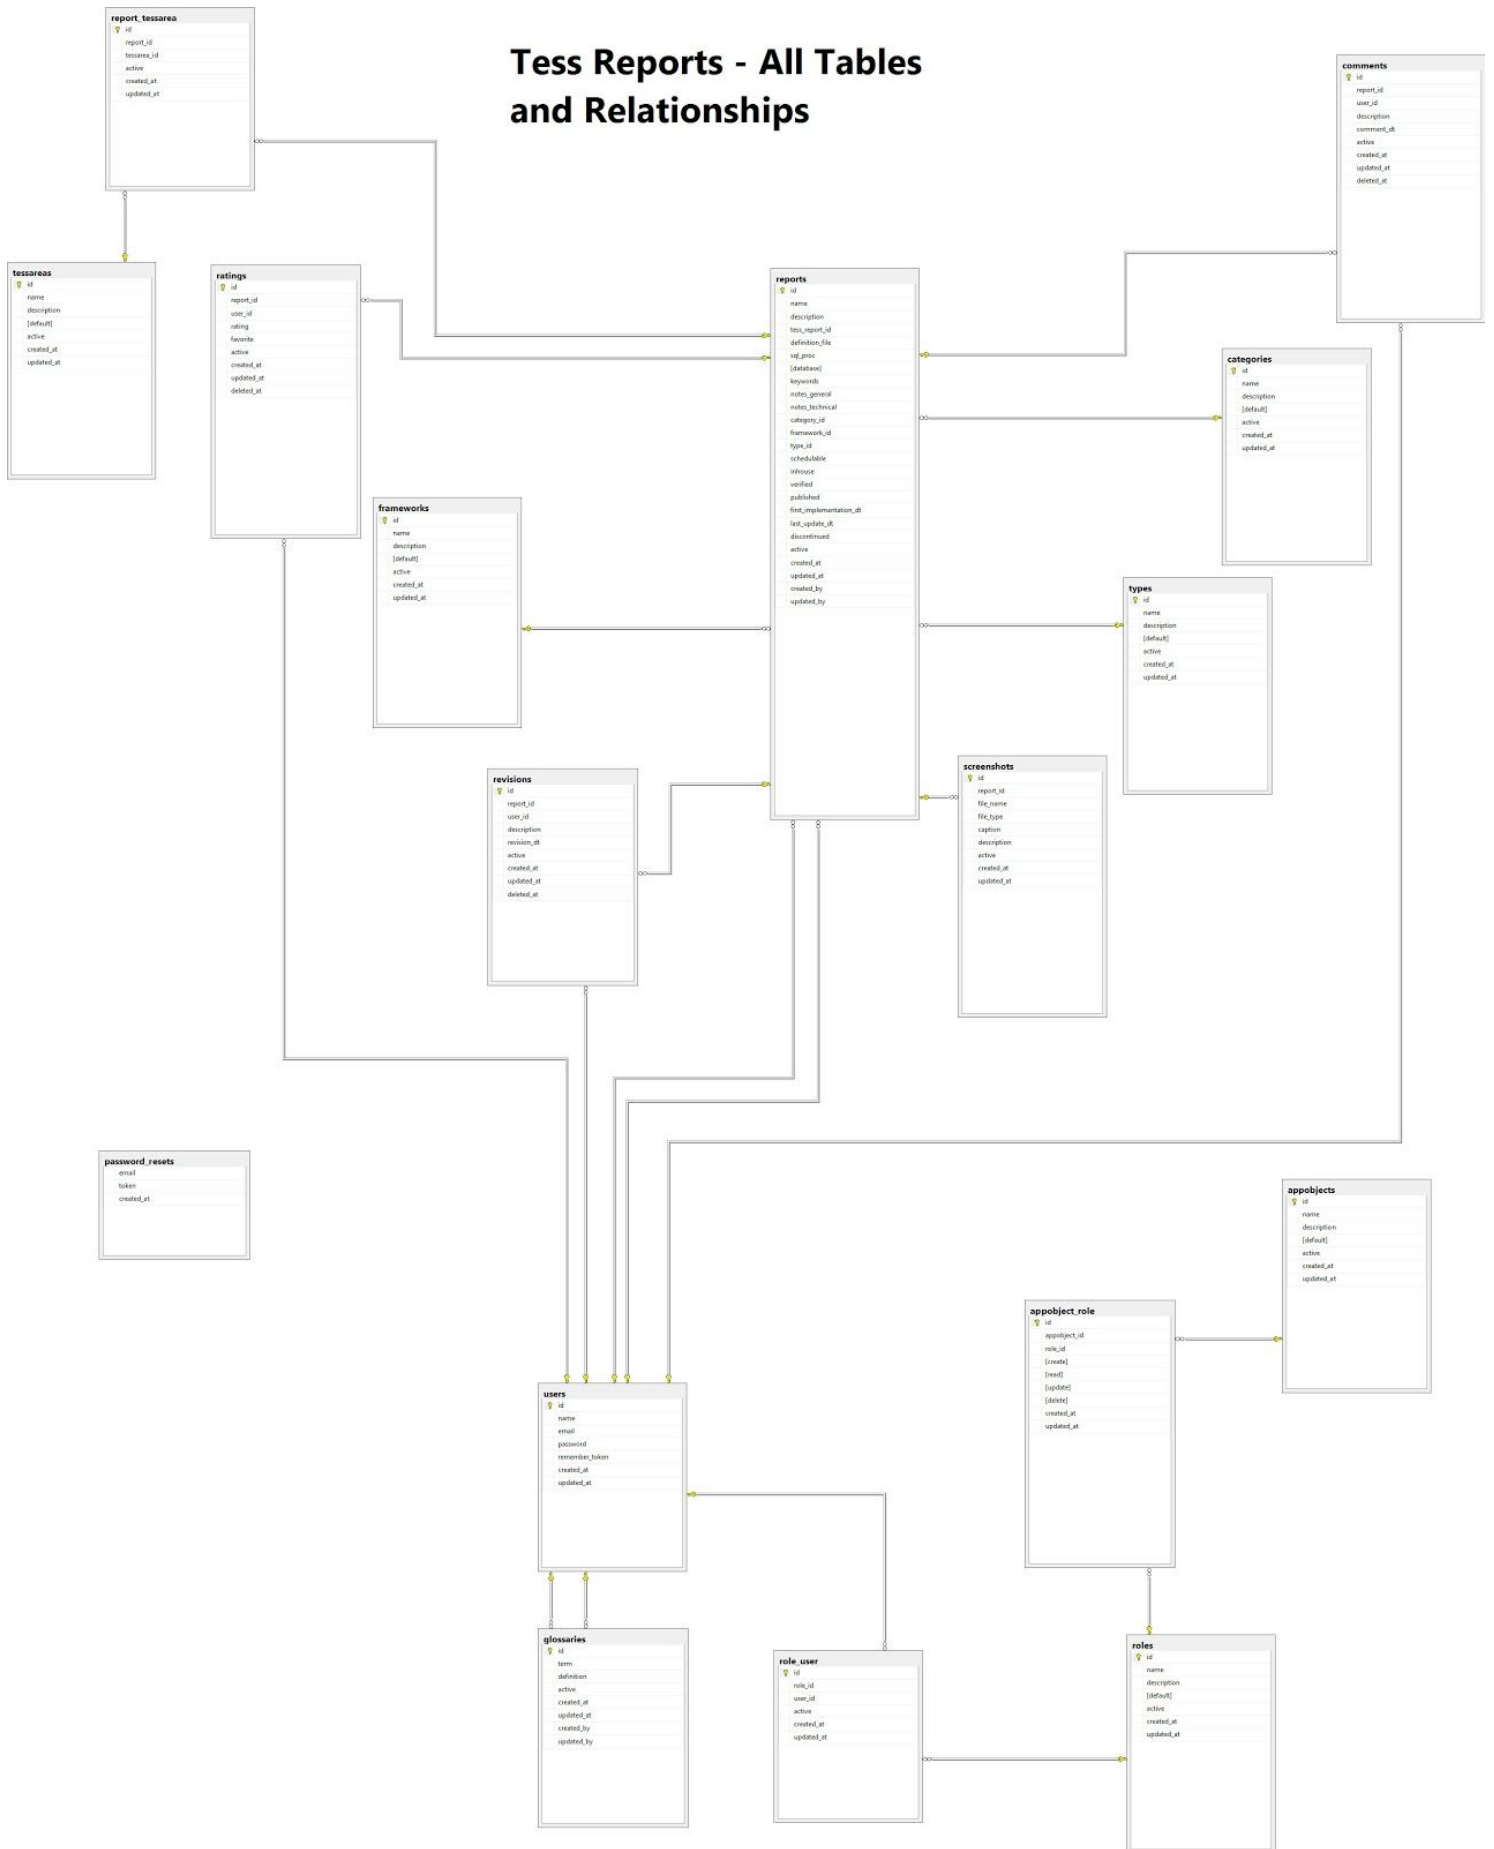 Tess Reports - All Tables
and Relationships
report_tessarea
id
report_id
tessarea_id
active
created_at
updated_at
comments
id
report_id
user_id
description
comment_dt
active
created_at
updated_at
deleted_at
tessareas
id
name
description
[default]
active
created_at
updated_at
ratings
id
report_id
user_id
rating
favorite
active
created_at
updated_at
deleted_at
reports
id
name
description
tess_report_id
definition_file
sql_proc
[database]
keywords
notes_general
notes_technical
category_id
framework_id
type_id
schedulable
inhouse
verified
published
first_implementation_dt
last_update_dt
discontinued
active
created_at
updated_at
created_by
updated_by
categories
id
name
description
[default]
active
created_at
updated_at
frameworks
id
name
description
[default]
active
created_at
updated_at
types
id
name
description
[default]
active
created_at
updated_at
revisions
id
report_id
user_id
description
revision_dt
active
created_at
updated_at
deleted_at
screenshots
id
report_id
file_name
file_type
caption
description
active
created_at
updated_at
password_resets
email
token
created_at
appobjects
id
name
description
[default]
active
created_at
updated_at
appobject_role
id
appobject_id
role_id
[create]
[read]
[update]
[delete]
created_at
updated_at
users
id
name
email
password
remember_token
created_at
updated_at
glossaries
id
term
definition
active
created_at
updated_at
created_by
updated_by
role_user
id
role_id
user_id
active
created_at
updated_at
roles
id
name
description
[default]
active
created_at
updated_at